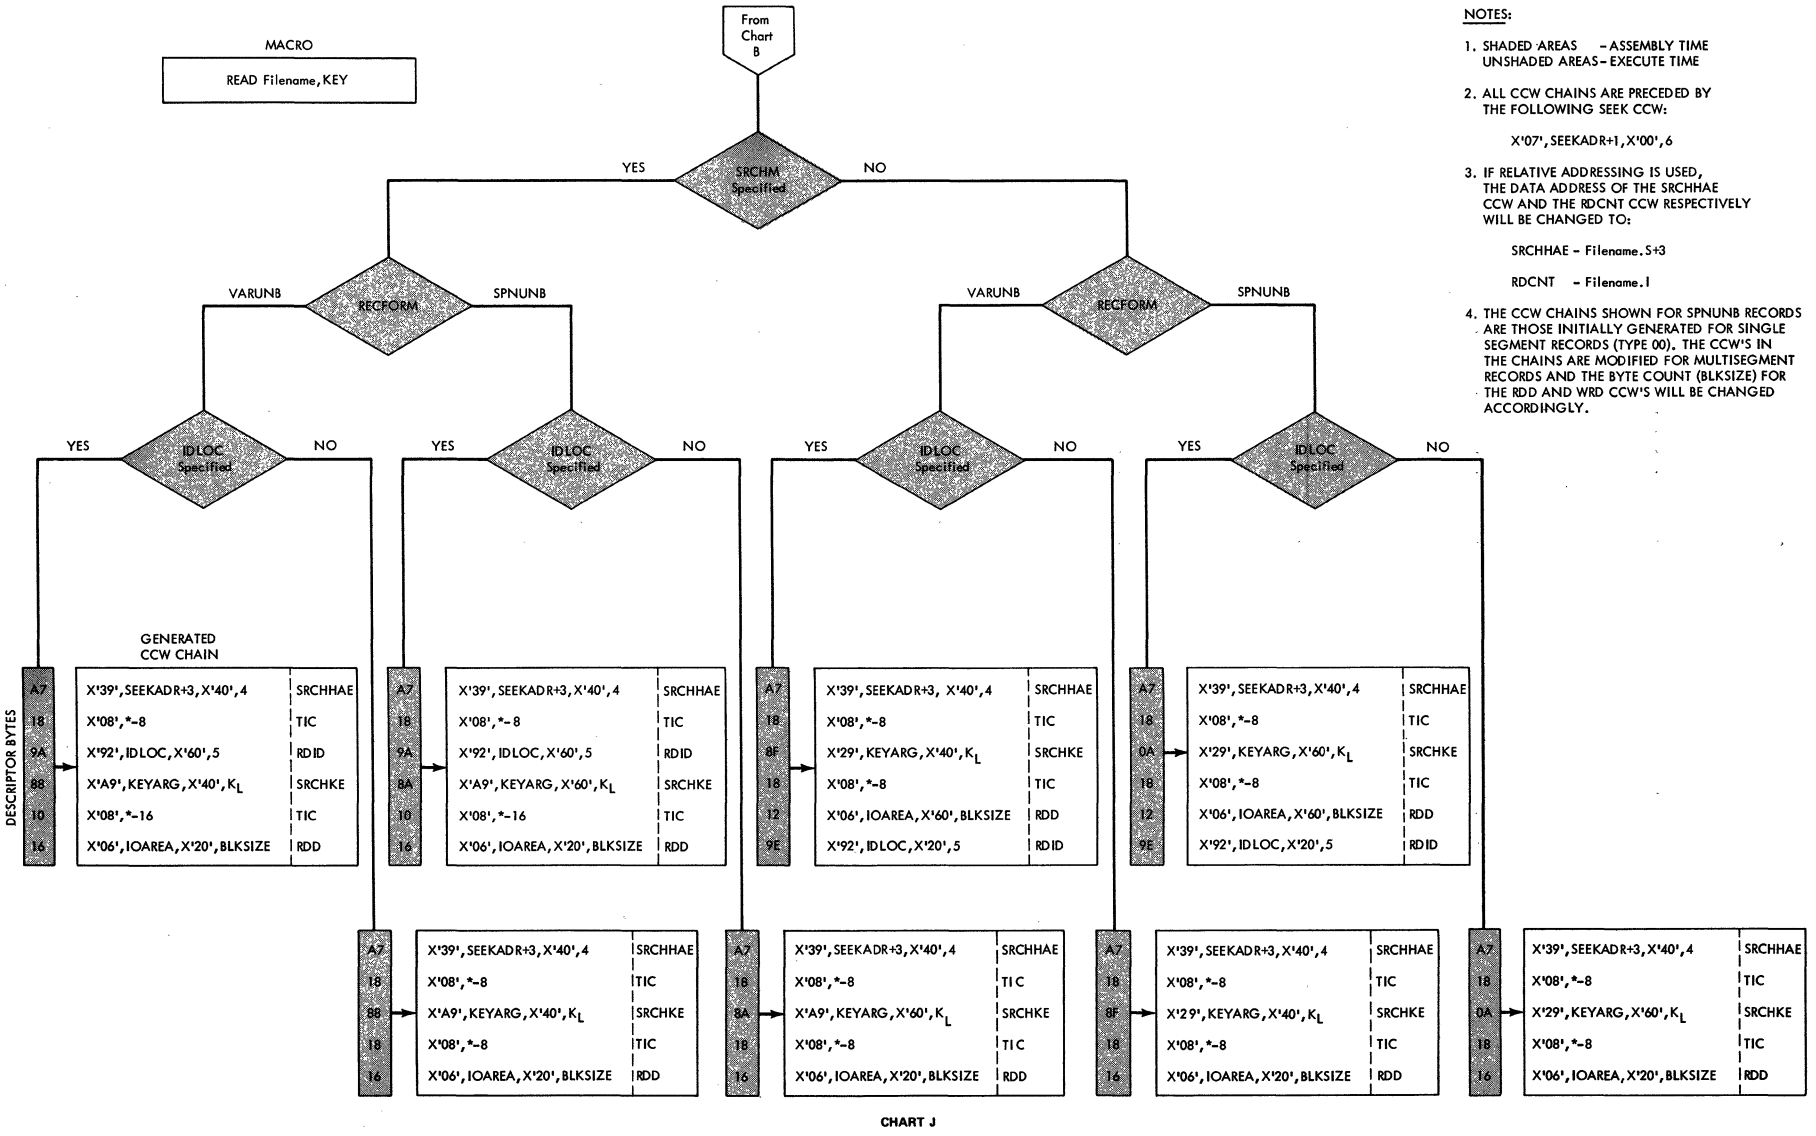 NOTES:
1. SHADED AREAS - ASSEMBLY TIME
UNSHADED AREAS - EXECUTE TIME
2. ALL CCW CHAINS ARE PRECEDED BY
THE FOLLOWING SEEK CCW:
X'07',SEEKADR+1,X'00',6
3. IF RELATIVE ADDRESSING IS USED,
THE DATA ADDRESS OF THE SRCHHAE
CCW AND THE RDCNT CCW RESPECTIVELY
WILL BE CHANGED TO:
SRCHHAE - Filename.S+3
RDCNT - Filename.I
4. THE CCW CHAINS SHOWN FOR SPNUNB RECORDS
ARE THOSE INITIALLY GENERATED FOR SINGLE
SEGMENT RECORDS (TYPE 00). THE CCW'S IN
THE CHAINS ARE MODIFIED FOR MULTISEGMENT
RECORDS AND THE BYTE COUNT (BLKSIZE) FOR
THE RDD AND WRD CCW'S WILL BE CHANGED
ACCORDINGLY.
MACRO
READ Filename,KEY
From
Chart
B
YES
SRCHM
Specified
NO
VARUNB
RECFORM
SPNUNB
VARUNB
RECFORM
SPNUNB
YES
IDLOC
Specified
NO
YES
IDLOC
Specified
NO
YES
IDLOC
Specified
NO
YES
IDLOC
Specified
NO
GENERATED
CCW CHAIN
DESCRIPTOR BYTES
A7 X'39',SEEKADR+3,X'40',4 SRCHHAE
18 X'08',*-8 TIC
9A X'92',IDLOC,X'60',5 RDID
88 X'A9',KEYARG,X'40',KL SRCHKE
10 X'08',*-16 TIC
16 X'06',IOAREA,X'20',BLKSIZE RDD
A7 X'39',SEEKADR+3,X'40',4 SRCHHAE
18 X'08',*-8 TIC
9A X'92',IDLOC,X'60',5 RDID
8A X'A9',KEYARG,X'60',KL SRCHKE
10 X'08',*-16 TIC
16 X'06',IOAREA,X'20',BLKSIZE RDD
A7 X'39',SEEKADR+3, X'40',4 SRCHHAE
18 X'08',*-8 TIC
8F X'29',KEYARG,X'40',KL SRCHKE
18 X'08',*-8 TIC
12 X'06',IOAREA,X'60',BLKSIZE RDD
9E X'92',IDLOC,X'20',5 RDID
A7 X'39',SEEKADR+3,X'40',4 SRCHHAE
18 X'08',*-8 TIC
0A X'29',KEYARG,X'60',KL SRCHKE
18 X'08',*-8 TIC
12 X'06',IOAREA,X'60',BLKSIZE RDD
9E X'92',IDLOC,X'20',5 RDID
A7 X'39',SEEKADR+3,X'40',4 SRCHHAE
18 X'08',*-8 TIC
88 X'A9',KEYARG,X'40',KL SRCHKE
18 X'08',*-8 TIC
16 X'06',IOAREA,X'20',BLKSIZE RDD
A7 X'39',SEEKADR+3,X'40',4 SRCHHAE
18 X'08',*-8 TIC
8A X'A9',KEYARG,X'60',KL SRCHKE
18 X'08',*-8 TIC
16 X'06',IOAREA,X'20',BLKSIZE RDD
A7 X'39',SEEKADR+3,X'40',4 SRCHHAE
18 X'08',*-8 TIC
8F X'29',KEYARG,X'40',KL SRCHKE
18 X'08',*-8 TIC
16 X'06',IOAREA,X'20',BLKSIZE RDD
A7 X'39',SEEKADR+3,X'40',4 SRCHHAE
18 X'08',*-8 TIC
0A X'29',KEYARG,X'60',KL SRCHKE
18 X'08',*-8 TIC
16 X'06',IOAREA,X'20',BLKSIZE RDD
CHART J